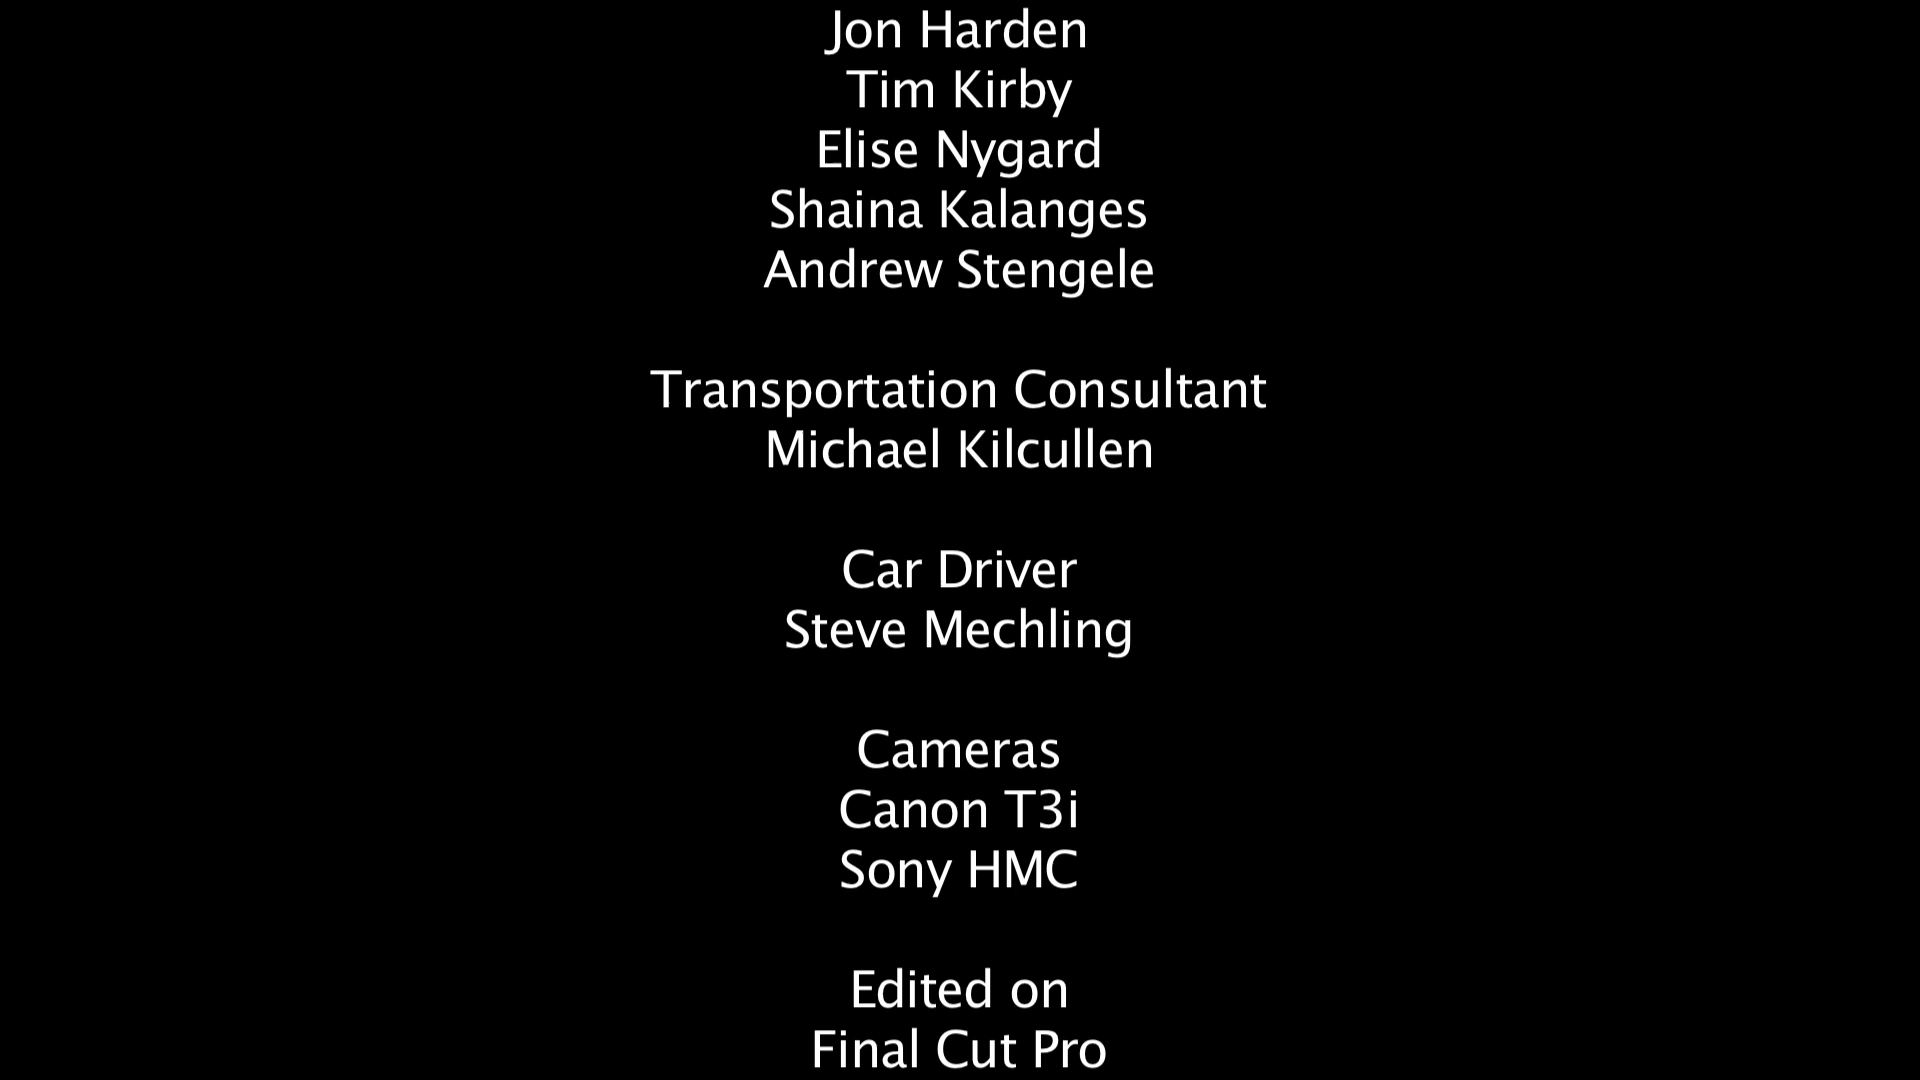 Jon Harden
Tim Kirby
Elise Nygard
Shaina Kalanges
Andrew Stengele
Transportation Consultant
Michael Kilcullen
Car Driver
Steve Mechling
Cameras
Canon T3i
Sony HMC
Edited on
Final Cut Pro